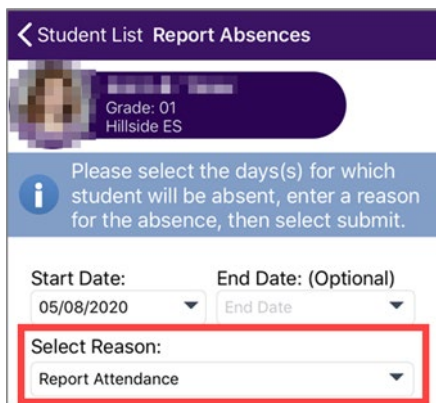 Student List Report Absences
Grade: 01
Hillside ES
Please select the days(s) for which
student will be absent, enter a reason
for the absence, then select submit.
Start Date: End Date: (Optional)
05/08/2020 End Date
Select Reason:
Report Attendance